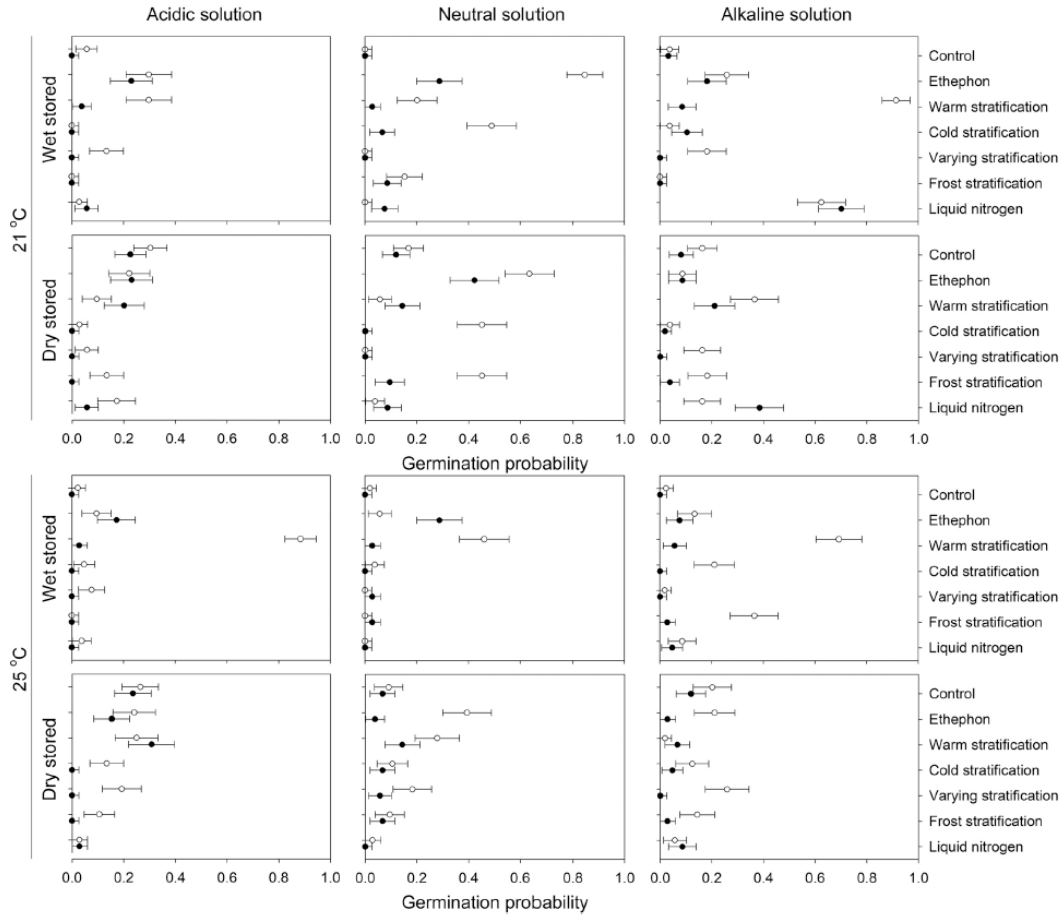 Acidic solution Neutral solution Alkaline solution
21 °C
Wet stored
Control
Ethephon
Warm stratification
Cold stratification
Varying stratification
Frost stratification
Liquid nitrogen
Dry stored
Control
Ethephon
Warm stratification
Cold stratification
Varying stratification
Frost stratification
Liquid nitrogen
0.0 0.2 0.4 0.6 0.8 1.0 0.0 0.2 0.4 0.6 0.8 1.0 0.0 0.2 0.4 0.6 0.8 1.0
Germination probability
25 °C
Wet stored
Control
Ethephon
Warm stratification
Cold stratification
Varying stratification
Frost stratification
Liquid nitrogen
Dry stored
Control
Ethephon
Warm stratification
Cold stratification
Varying stratification
Frost stratification
Liquid nitrogen
0.0 0.2 0.4 0.6 0.8 1.0 0.0 0.2 0.4 0.6 0.8 1.0 0.0 0.2 0.4 0.6 0.8 1.0
Germination probability